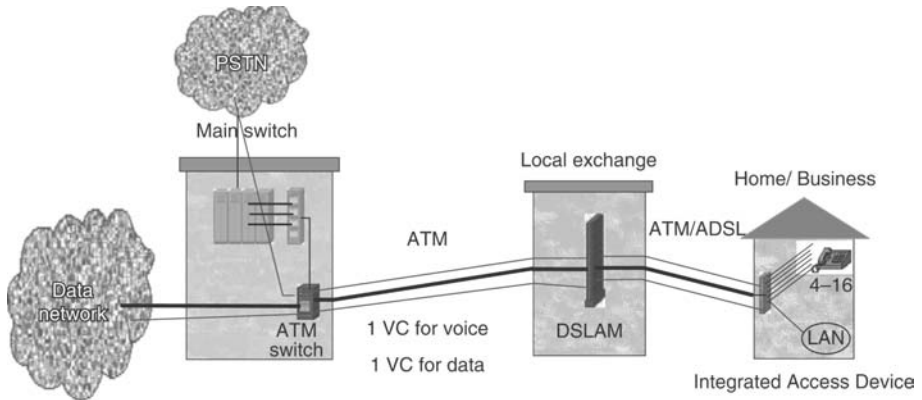 PSTN
Main switch
Local exchange
Home/ Business
ATM
ATM/ADSL
4–16
Data
network
ATM
switch
1 VC for voice
DSLAM
LAN
1 VC for data
Integrated Access Device